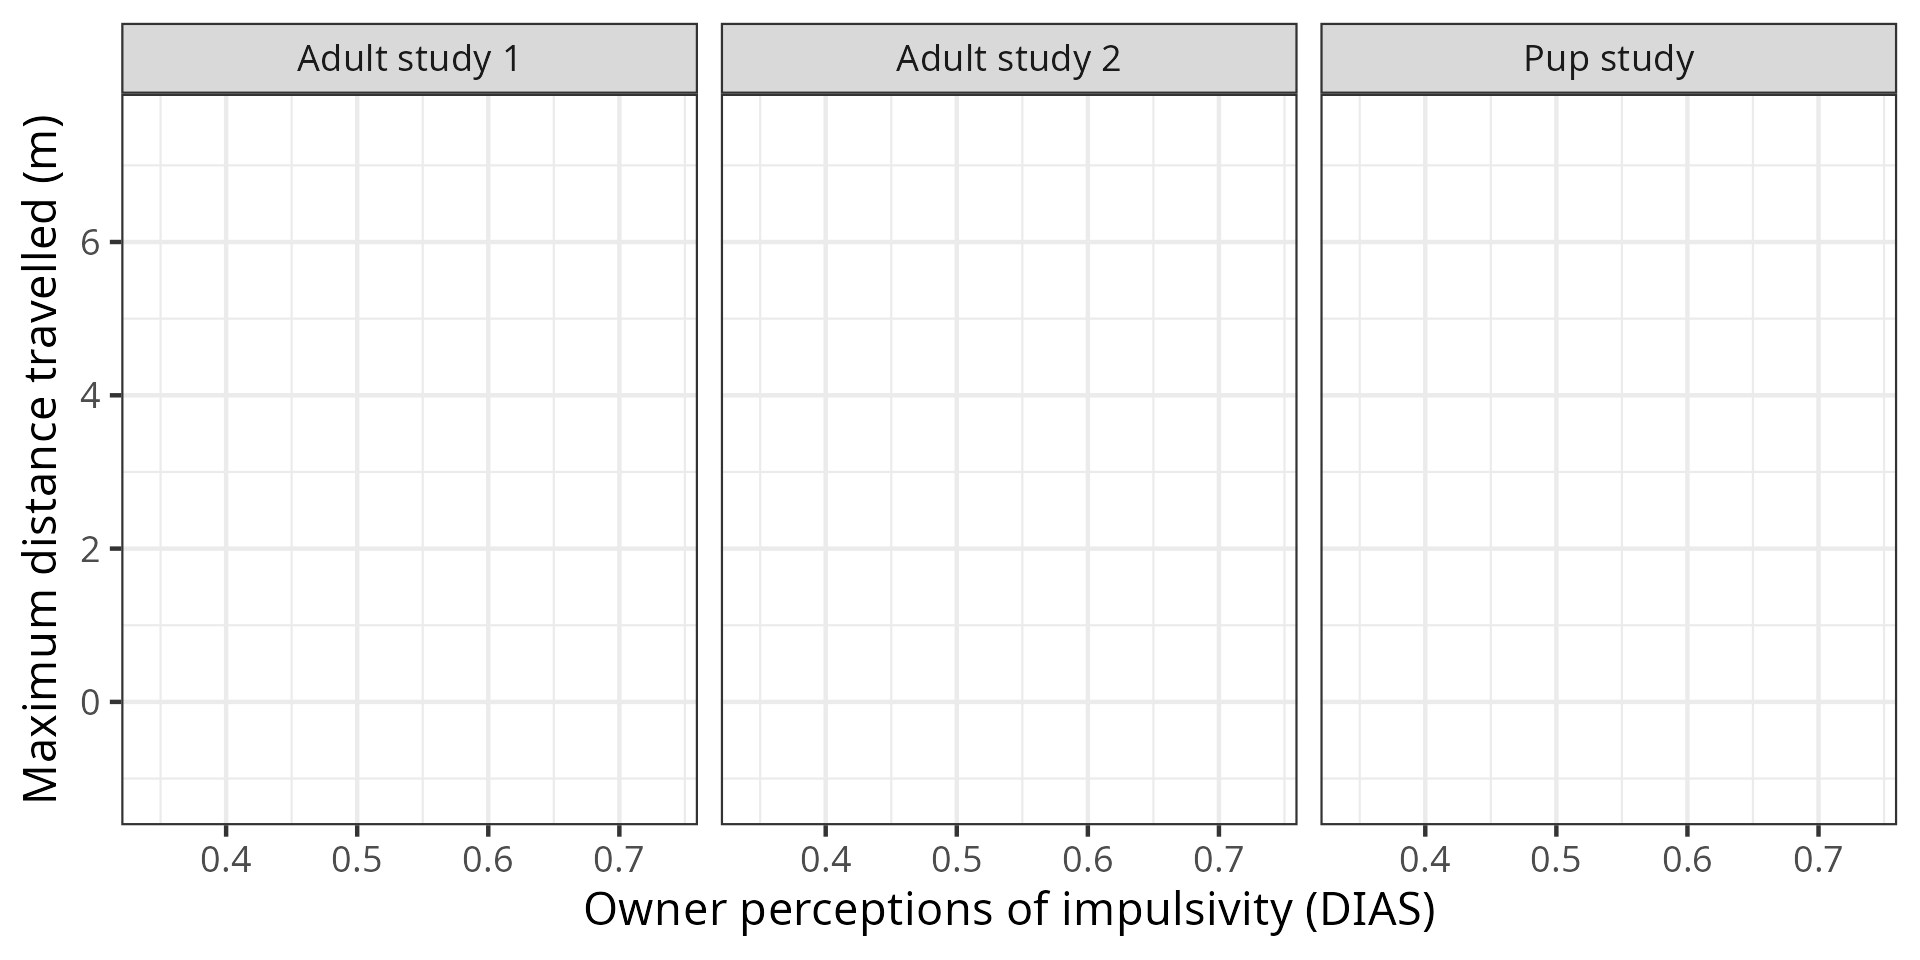 Adult study 1
Adult study 2
Pup study
Maximum distance travelled (m)
6
4
2
0
0.4 0.5 0.6 0.7
0.4 0.5 0.6 0.7
0.4 0.5 0.6 0.7
Owner perceptions of impulsivity (DIAS)